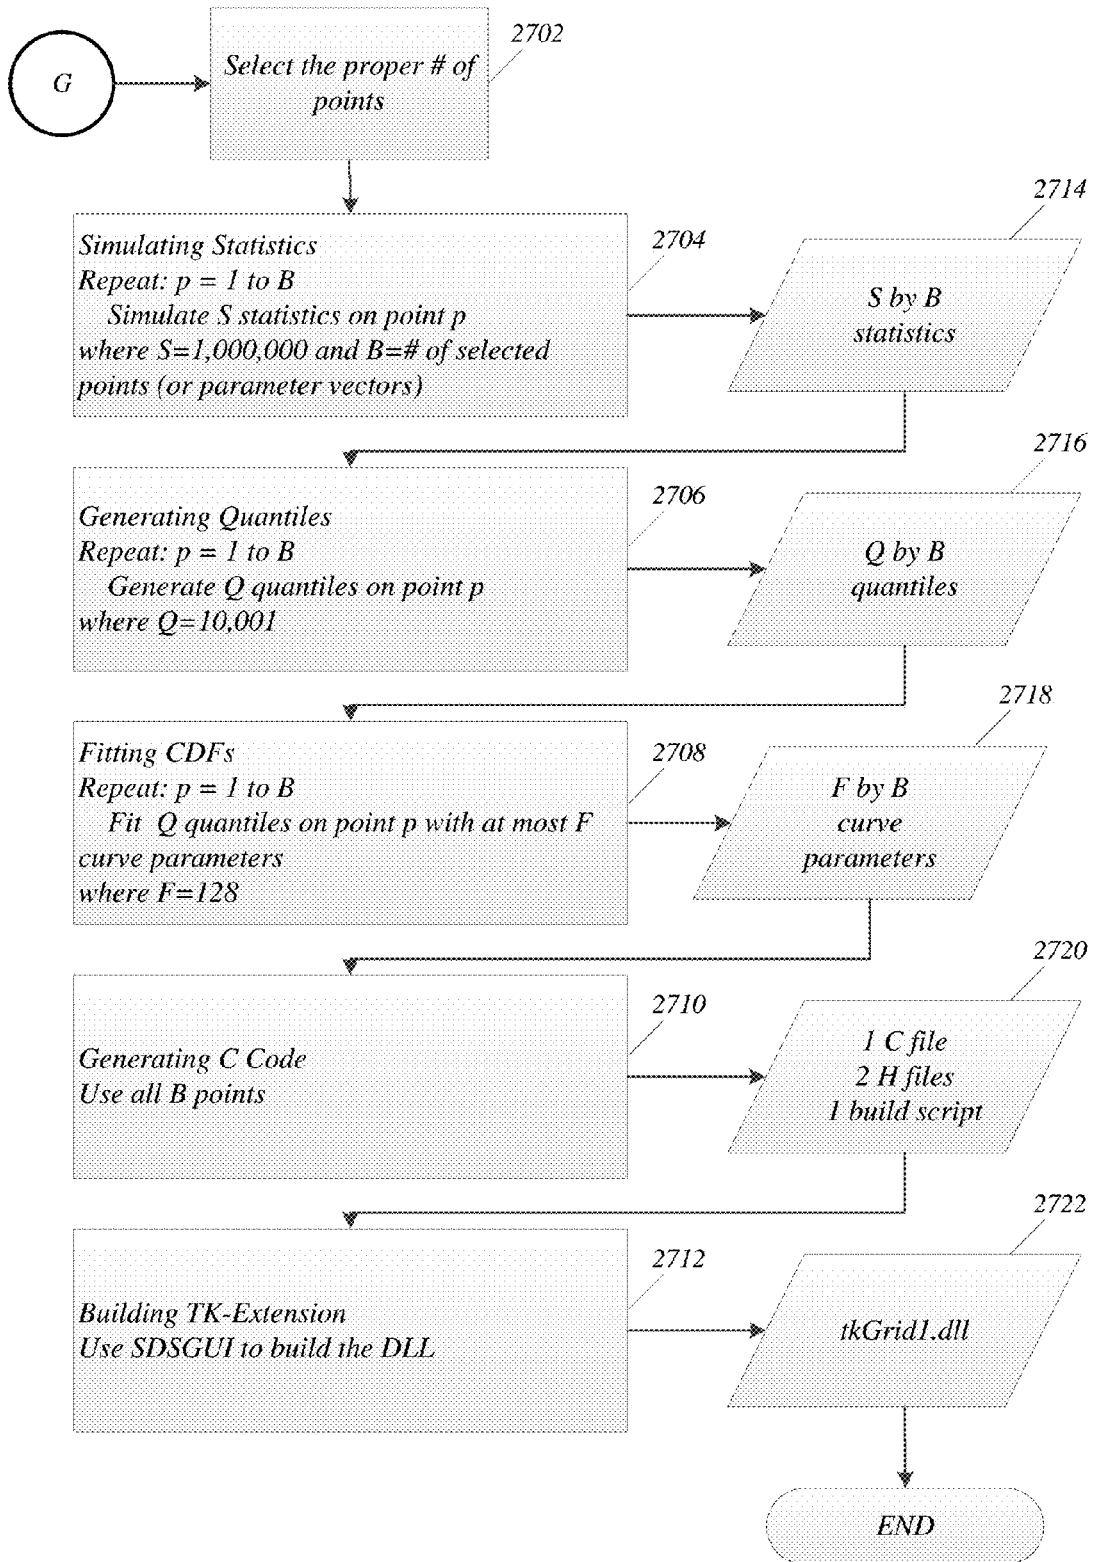 G
Select the proper # of
points
2702
Simulating Statistics
Repeat: p = 1 to B
Simulate S statistics on point p
where S=1,000,000 and B=# of selected
points (or parameter vectors)
2704
S by B
statistics
2714
Generating Quantiles
Repeat: p = 1 to B
Generate Q quantiles on point p
where Q=10,001
2706
Q by B
quantiles
2716
Fitting CDFs
Repeat: p = 1 to B
Fit Q quantiles on point p with at most F
curve parameters
where F=128
2708
F by B
curve
parameters
2718
Generating C Code
Use all B points
2710
1 C file
2 H files
1 build script
2720
Building TK-Extension
Use SDSGUI to build the DLL
2712
tkGrid1.dll
2722
END